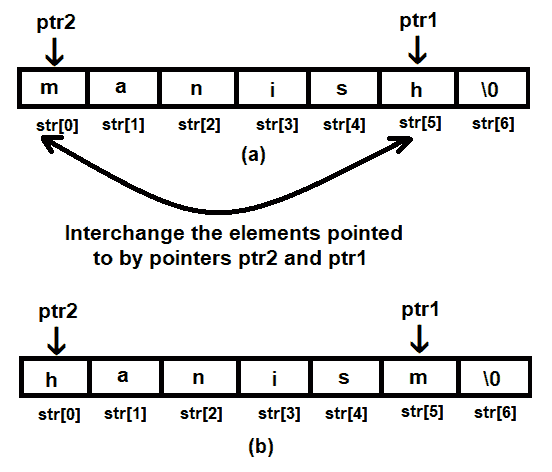 ptr2 ptr1
m a n i s h \0
str[0] str[1] str[2] str[3] str[4] str[5] str[6]
(a)
Interchange the elements pointed
to by pointers ptr2 and ptr1
ptr2 ptr1
h a n i s m \0
str[0] str[1] str[2] str[3] str[4] str[5] str[6]
(b)